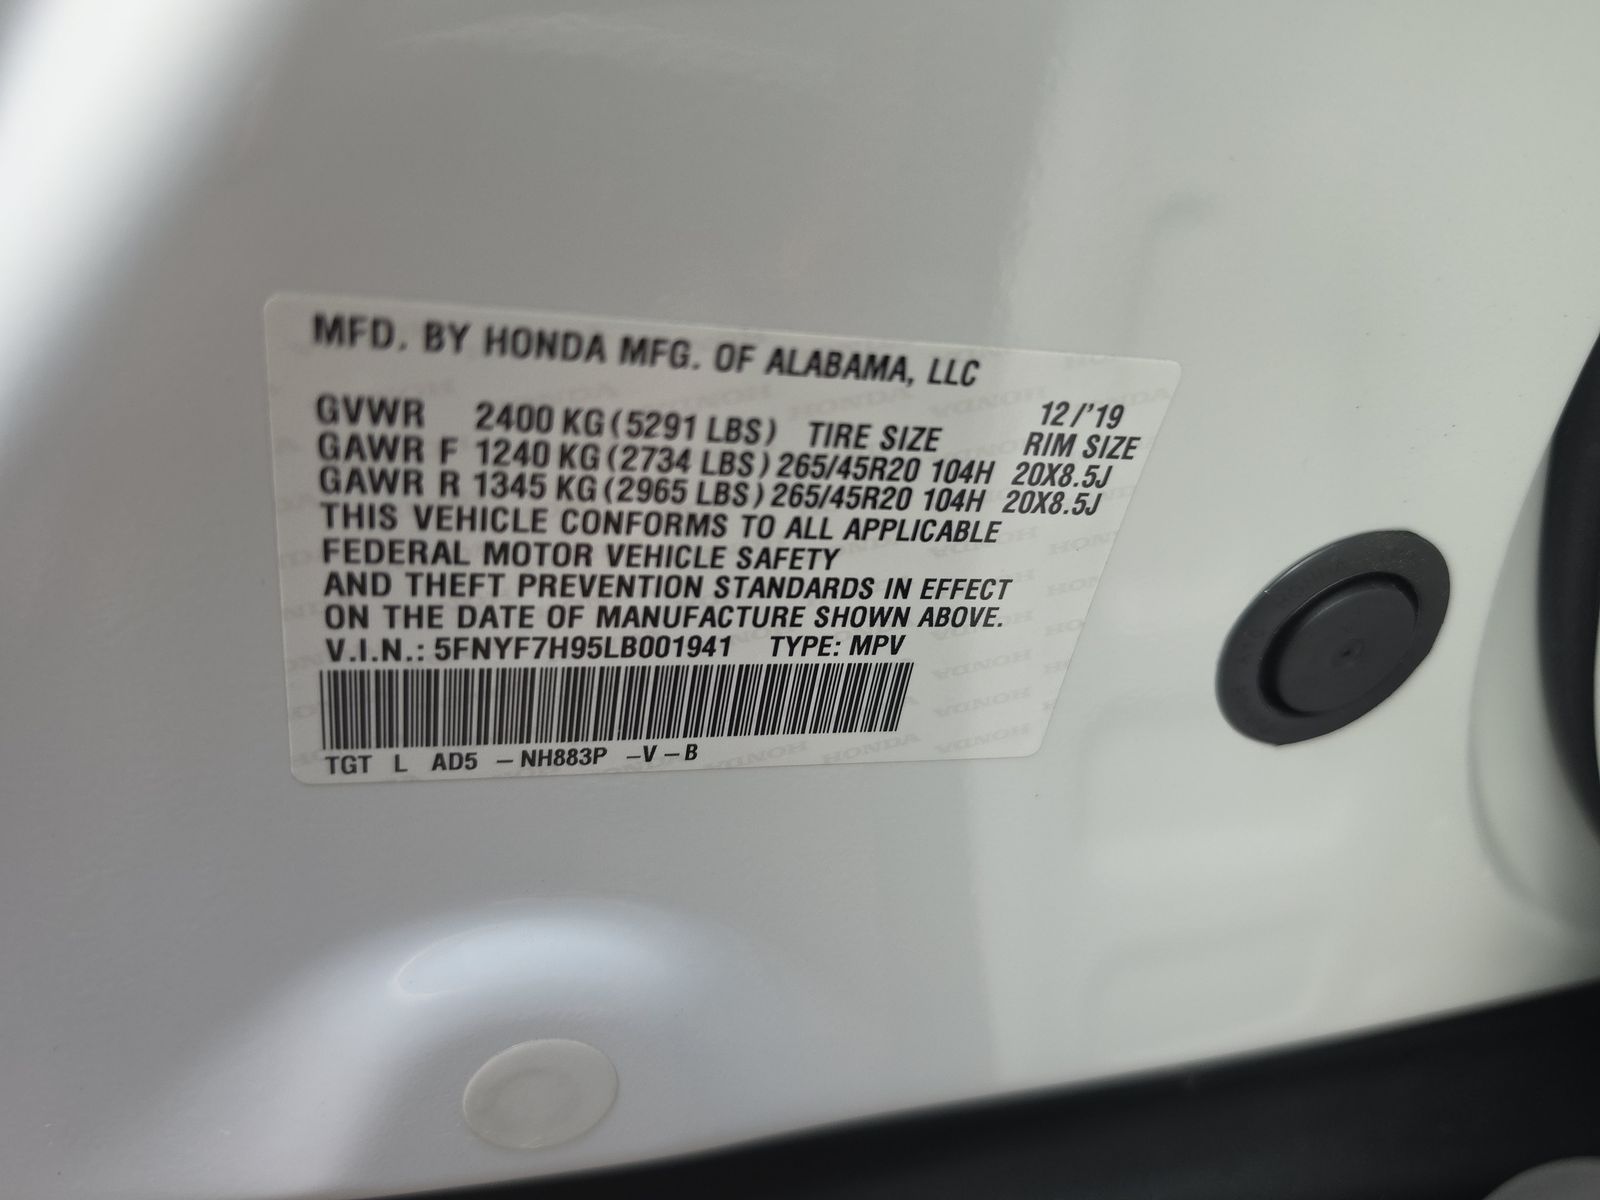 MFD. BY HONDA MFG. OF ALABAMA, LLC
12/'19
GVWR 2400 KG (5291 LBS) TIRE SIZE RIM SIZE
GAWR F 1240 KG (2734 LBS) 265/45R20 104H 20X8.5J
GAWR R 1345 KG (2965 LBS) 265/45R20 104H 20X8.5J
THIS VEHICLE CONFORMS TO ALL APPLICABLE
FEDERAL MOTOR VEHICLE SAFETY
AND THEFT PREVENTION STANDARDS IN EFFECT
ON THE DATE OF MANUFACTURE SHOWN ABOVE.
V.I.N.: 5FNYF7H95LB001941 TYPE: MPV
TGT L AD5 -NH883P -V-B